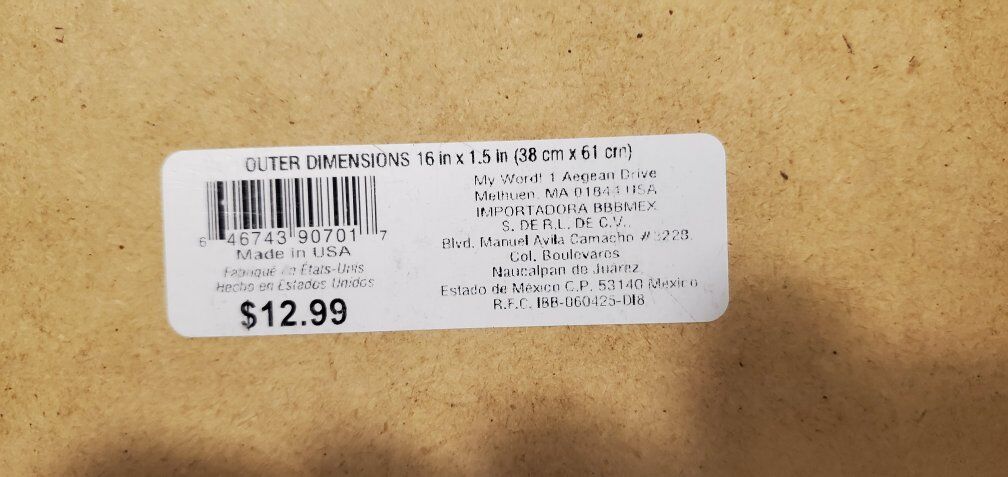 OUTER DIMENSIONS 16 in x 1.5 in (38 cm x 61 cm)
6 46743 90701 7
Made in USA
Fabriqué en États-Unis
Hecho en Estados Unidos
$12.99
My Word! 1 Aegean Drive
Methuen, MA 01844 USA
IMPORTADORA BBBMEX
S. DE R.L. DE C.V.
Blvd. Manuel Avila Camacho
Col. Boulevares
Naucalpan de Juarez
Estado de México C.P. 53140 Mexico
R.F.C. IBB-060425-DI8